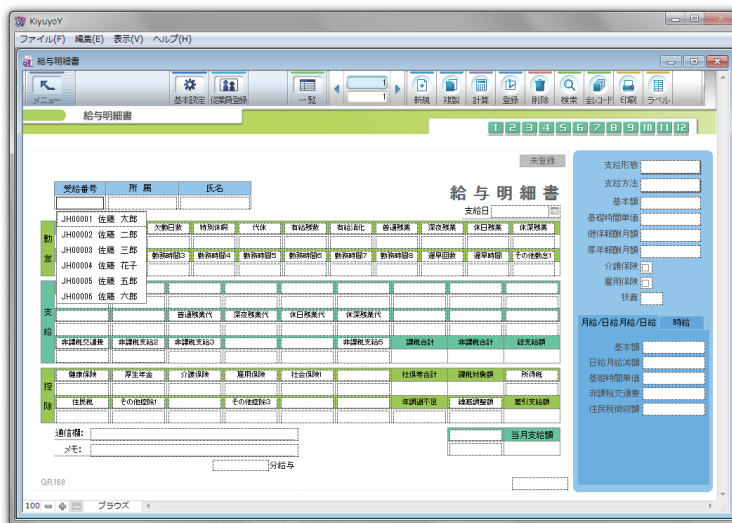 KiyuyoY
ファイル(F) 編集(E) 表示(V) ヘルプ(H)
給与明細書
メニュー 基本設定 従業員登録 一覧 1 1 新規 複製 計算 登録 削除 検索 全レコード 印刷 ラベル
給与明細書
1 2 3 4 5 6 7 8 9 10 11 12
未登録
受給番号 所属 氏名
給与明細書
支給日
JH00001 佐藤 太郎
JH00002 佐藤 二郎
JH00003 佐藤 三郎
JH00004 佐藤 花子
JH00005 佐藤 五郎
JH00006 佐藤 六郎
勤怠
欠勤日数 特別休暇 代休 有給残数 有給消化 普通残業 深夜残業 休日残業 休深残業
勤務時間3 勤務時間4 勤務時間5 勤務時間6 勤務時間7 勤務時間8 遅早回数 遅早時間 その他勤怠1
支給
普通残業代 深夜残業代 休日残業代 休深残業代
非課税交通費 非課税支給2 非課税支給3 非課税支給5 課税合計 非課税合計 総支給額
控除
健康保険 厚生年金 介護保険 雇用保険 社会保険1 社保等合計 課税対象額 所得税
住民税 その他控除1 その他控除3 年調過不足 繰越調整額 差引支給額
通信欄:
メモ:
当月支給額
分給与
GR168
支給形態
支給方法
基本額
基礎時間単価
健保報酬月額
厚年報酬月額
介護保険
雇用保険
扶養
月給/日給月給/日給 時給
基本額
日給月給減額
基礎時間単価
非課税交通費
住民税徴収額
100 ブラウズ